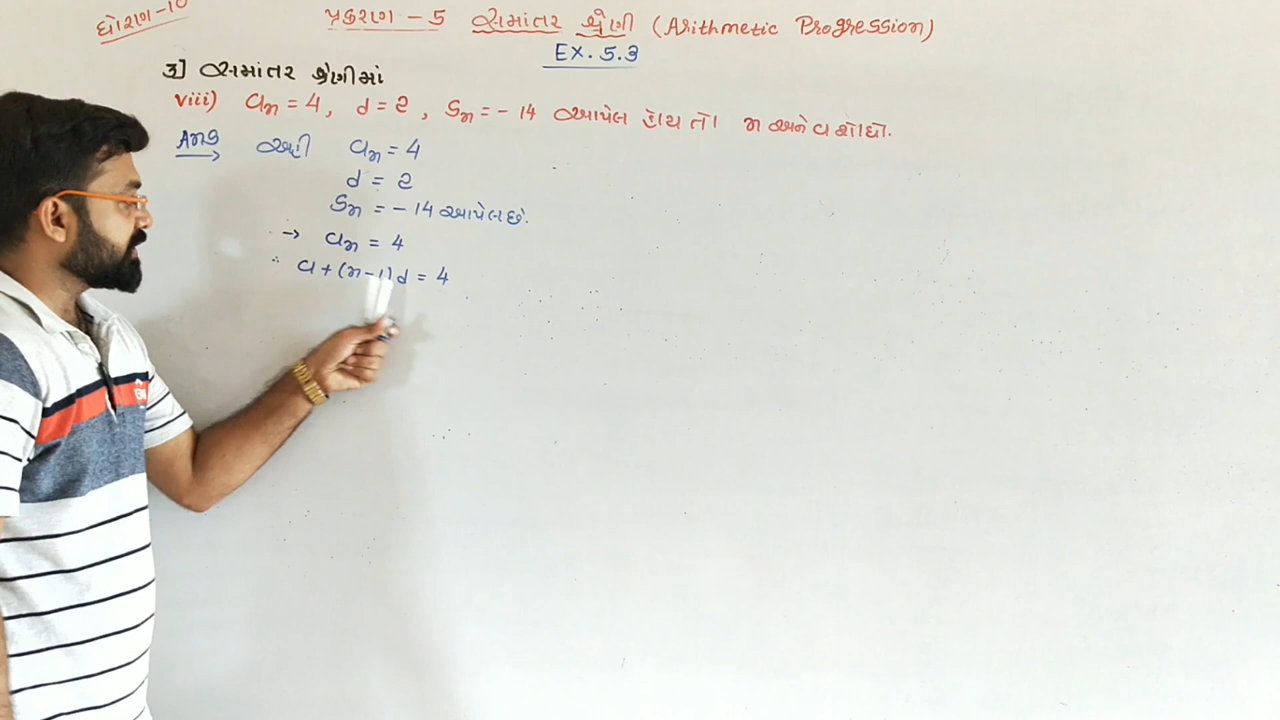 ધોરણ-10
પ્રકરણ - 5 સમાંતર શ્રેણી (Arithmetic Progression)
EX. 5.3
3] સમાંતર શ્રેણીમાં
viii) an = 4, d = 2, Sn = - 14 આપેલ હોય તો n અને a શોધો.
Ans અહી an = 4
d = 2
Sn = - 14 આપેલ છે.
→ an = 4
∴ a + (n - 1) d = 4